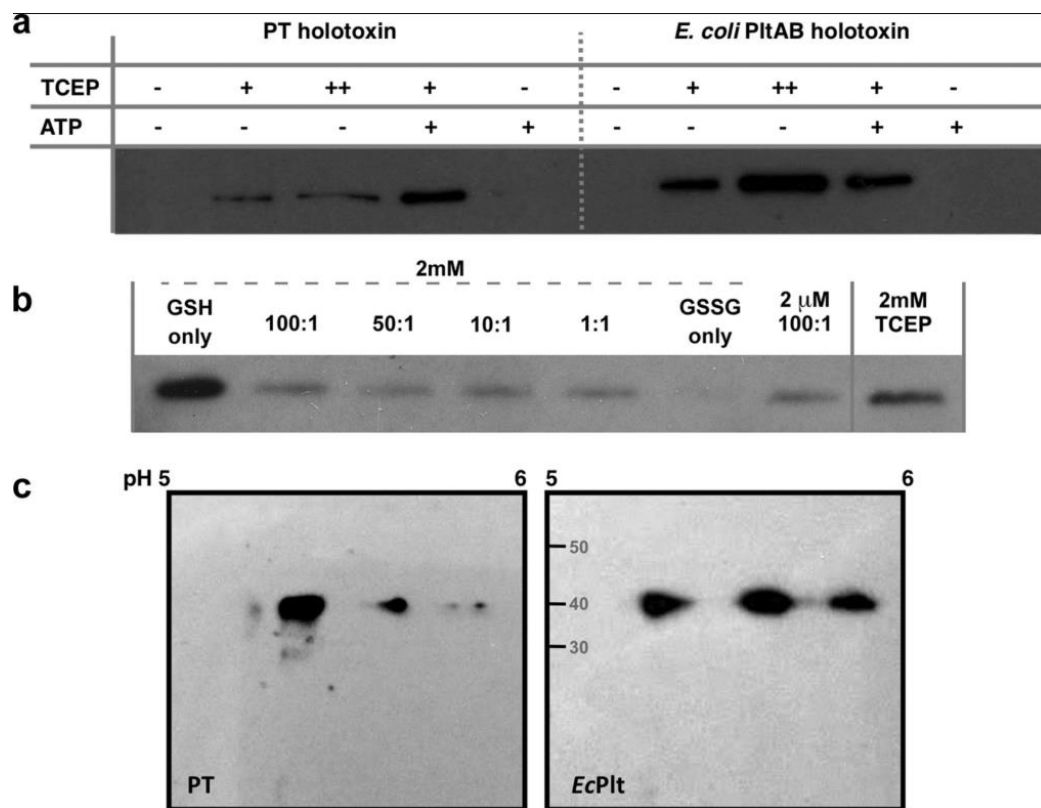 a
PT holotoxin E. coli PltAB holotoxin
TCEP - + ++ + - - + ++ + -
ATP - - - + + - - - + +
b
2mM
GSH only 100:1 50:1 10:1 1:1 GSSG only 2 μM 100:1 2mM TCEP
c
pH 5 6 5 6
50
40
30
PT EcPlt